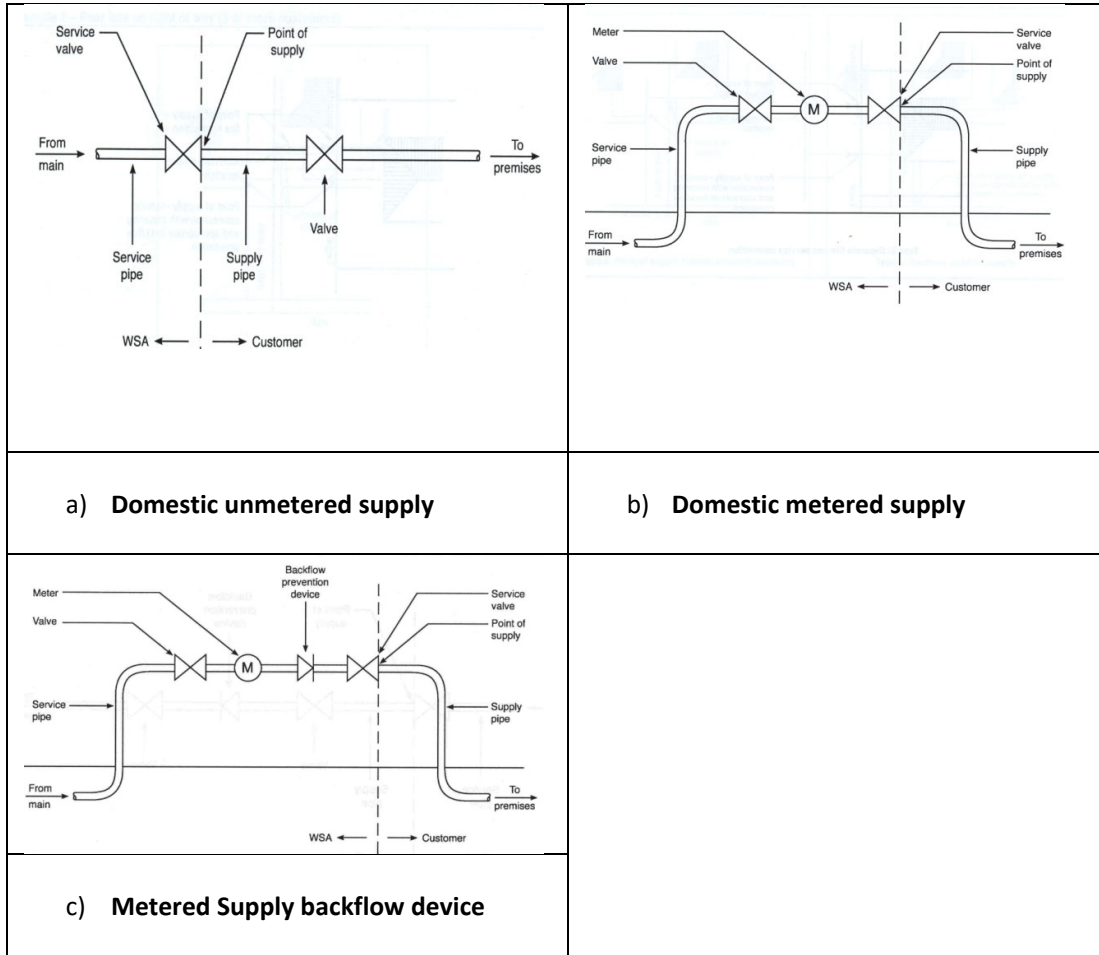 Service
valve
Point of
supply
From
main
To
premises
Valve
Service
pipe
Supply
pipe
WSA
Customer
Meter
Valve
Service
valve
Point of
supply
Service
pipe
Supply
pipe
From
main
To
premises
WSA
Customer
a) Domestic unmetered supply
b) Domestic metered supply
Backflow
prevention
device
Meter
Valve
Service
valve
Point of
supply
M
Service
pipe
Supply
pipe
From
main
To
premises
WSA
Customer
M
c) Metered Supply backflow device